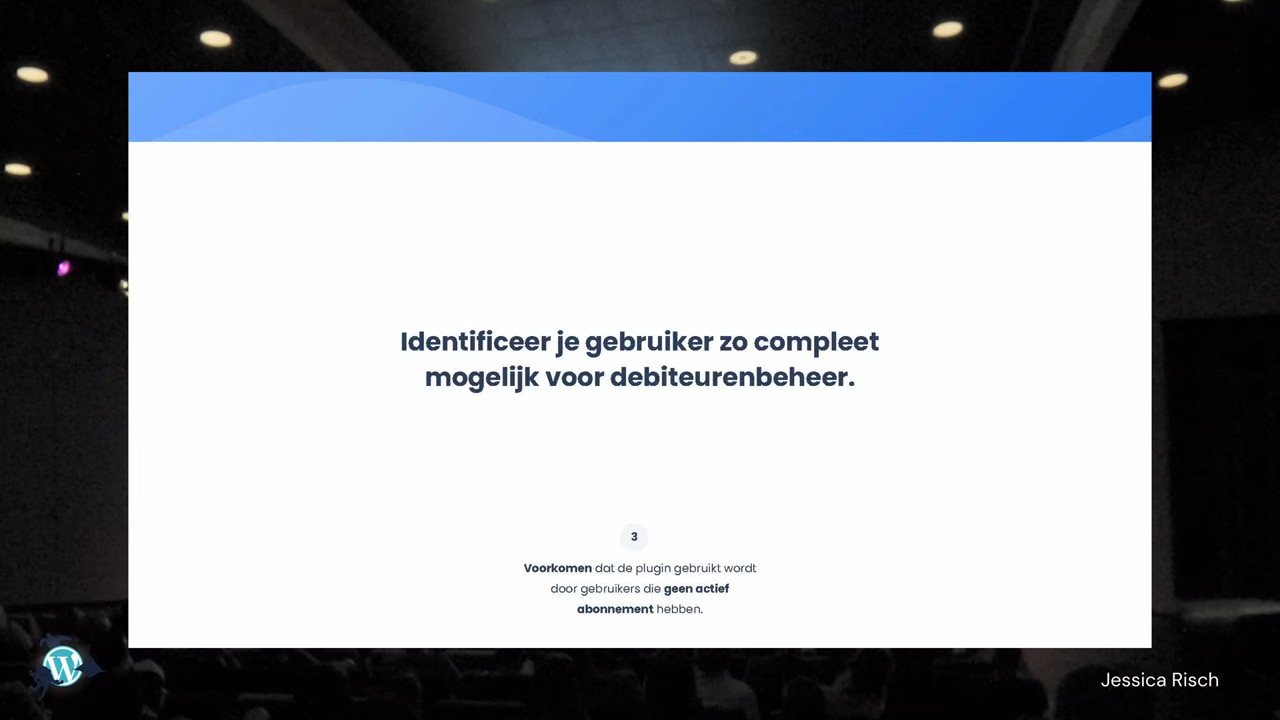 Identificeer je gebruiker zo compleet
mogelijk voor debiteurenbeheer.
3
Voorkomen dat de plugin gebruikt wordt
door gebruikers die geen actief
abonnement hebben.
W
Jessica Risch